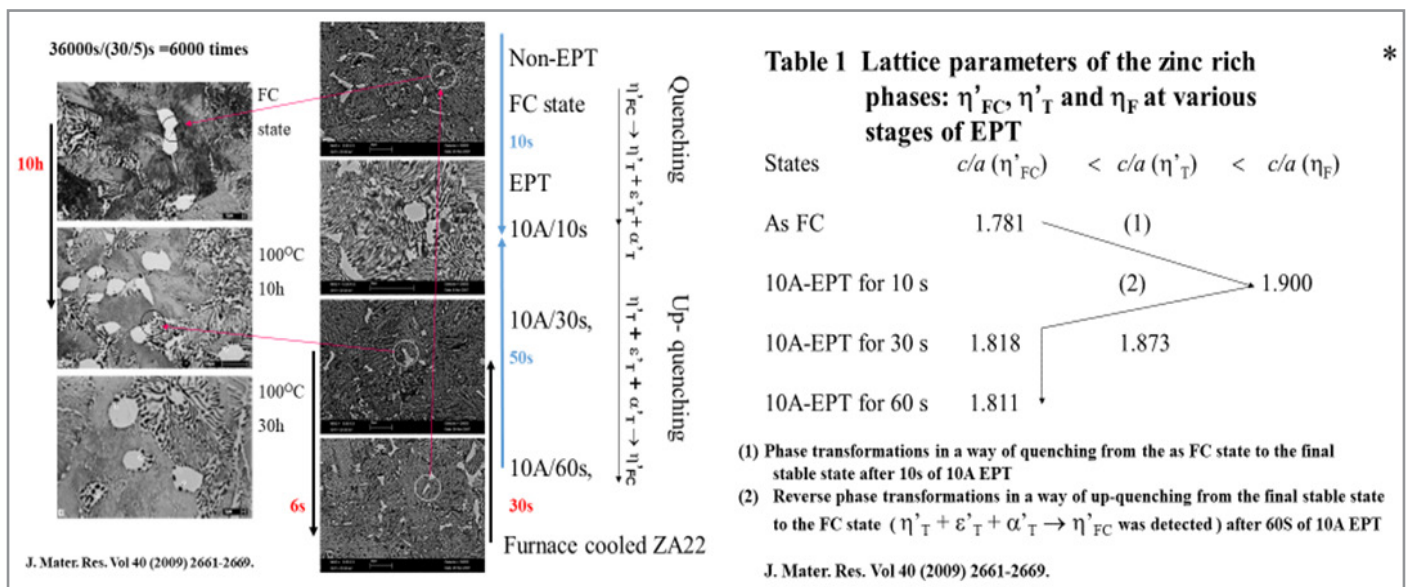 36000s/(30/5)s =6000 times
FC
state
10h
100°C
10h
100°C
30h
6s
J. Mater. Res. Vol 40 (2009) 2661-2669.
Non-EPT
FC state
10s
EPT
10A/10s
10A/30s,
50s
10A/60s,
30s
Furnace cooled ZA22
Quenching
η'FC → η'T + ε'T + α'T
Up- quenching
η'T + ε'T + α'T → η'FC
Table 1 Lattice parameters of the zinc rich
phases: η'FC, η'T and ηF at various
stages of EPT
*
States c/a (η'FC) < c/a (η'T) < c/a (ηF)
As FC 1.781 (1)
10A-EPT for 10 s (2) 1.900
10A-EPT for 30 s 1.818 1.873
10A-EPT for 60 s 1.811
(1) Phase transformations in a way of quenching from the as FC state to the final
stable state after 10s of 10A EPT
(2) Reverse phase transformations in a way of up-quenching from the final stable state
to the FC state ( η'T + ε'T + α'T → η'FC was detected ) after 60S of 10A EPT
J. Mater. Res. Vol 40 (2009) 2661-2669.